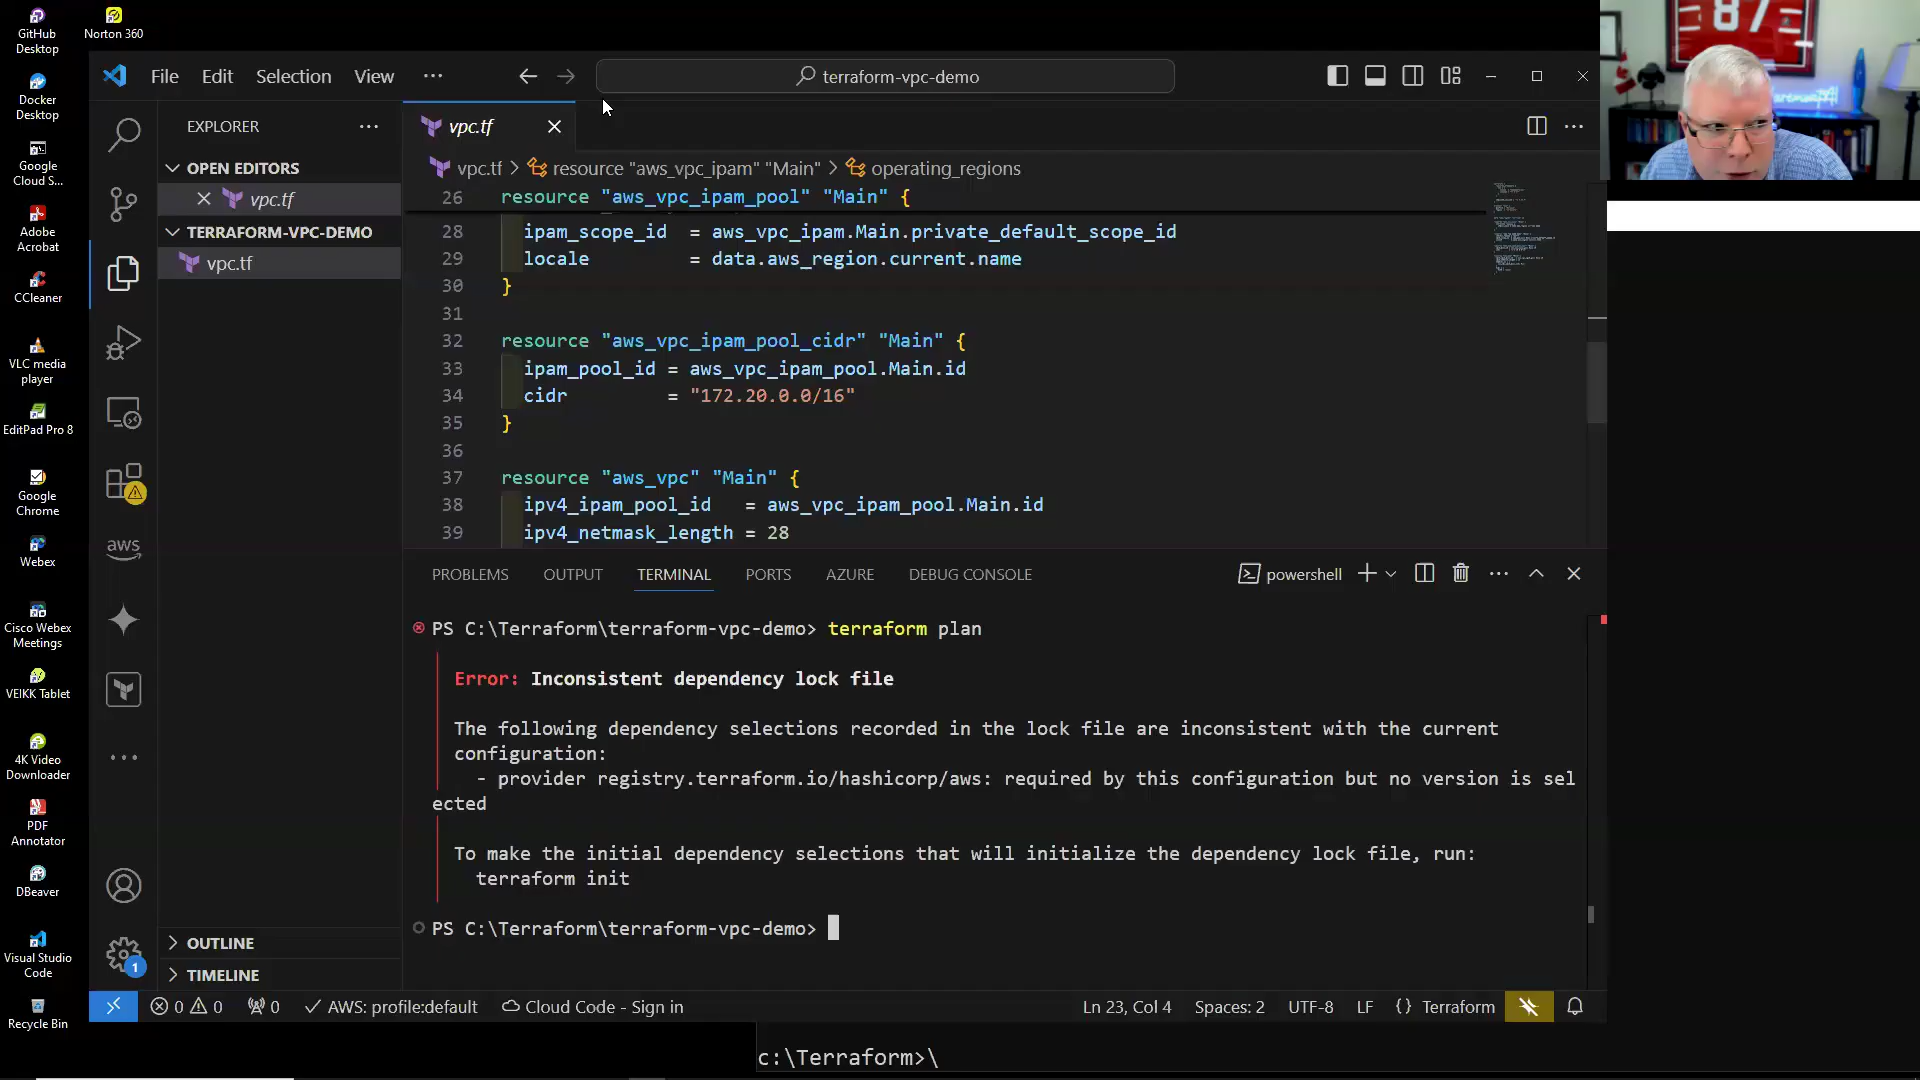 GitHub
Desktop
Norton 360
Docker
Desktop
Google
Cloud S...
Adobe
Acrobat
CCleaner
VLC media
player
EditPad Pro 8
Google
Chrome
Webex
Cisco Webex
Meetings
VEIKK Tablet
4K Video
Downloader
PDF
Annotator
DBeaver
Visual Studio
Code
Recycle Bin
File Edit Selection View ...
terraform-vpc-demo
87
EXPLORER
OPEN EDITORS
vpc.tf
TERRAFORM-VPC-DEMO
vpc.tf
aws
OUTLINE
TIMELINE
1
vpc.tf
vpc.tf > resource "aws_vpc_ipam" "Main" > operating_regions
26 resource "aws_vpc_ipam_pool" "Main" {
28 ipam_scope_id = aws_vpc_ipam.Main.private_default_scope_id
29 locale = data.aws_region.current.name
30 }
31
32 resource "aws_vpc_ipam_pool_cidr" "Main" {
33 ipam_pool_id = aws_vpc_ipam_pool.Main.id
34 cidr = "172.20.0.0/16"
35 }
36
37 resource "aws_vpc" "Main" {
38 ipv4_ipam_pool_id = aws_vpc_ipam_pool.Main.id
39 ipv4_netmask_length = 28
PROBLEMS OUTPUT TERMINAL PORTS AZURE DEBUG CONSOLE
powershell
PS C:\Terraform\terraform-vpc-demo> terraform plan
Error: Inconsistent dependency lock file
The following dependency selections recorded in the lock file are inconsistent with the current
configuration:
- provider registry.terraform.io/hashicorp/aws: required by this configuration but no version is sel
ected
To make the initial dependency selections that will initialize the dependency lock file, run:
terraform init
PS C:\Terraform\terraform-vpc-demo>
0 0 0 AWS: profile:default Cloud Code - Sign in
Ln 23, Col 4 Spaces: 2 UTF-8 LF {} Terraform
c:\Terraform>\